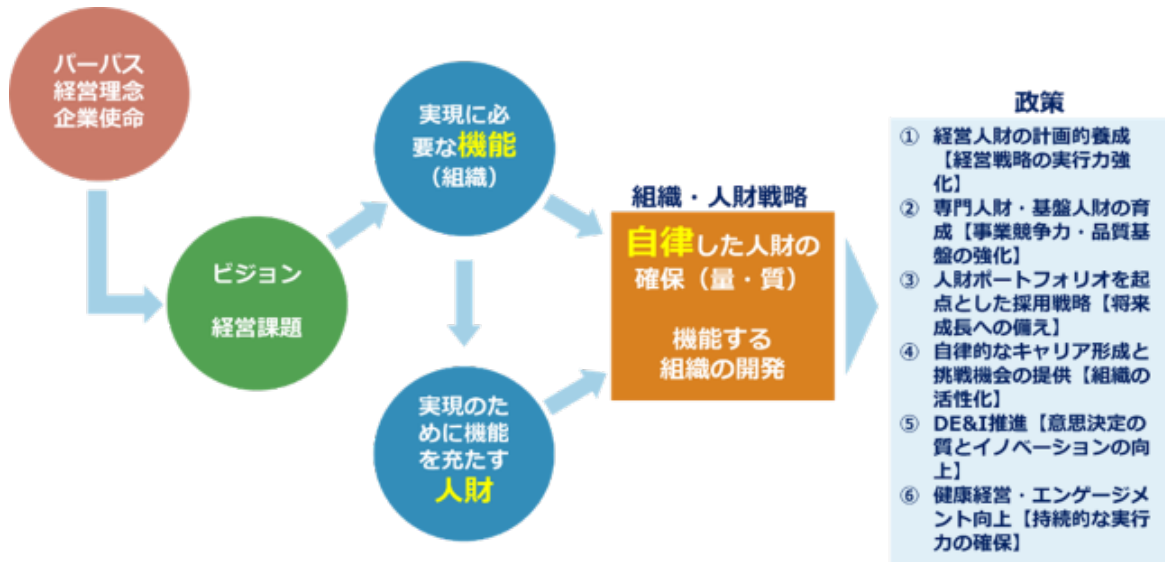 パーパス
経営理念
企業使命
ビジョン
経営課題
実現に必
要な機能
（組織）
実現のた
めに機能
を充たす
人財
組織・人財戦略
自律した人財の
確保（量・質）
機能する
組織の開発
政策
① 経営人財の計画的養成
【経営戦略の実行力強
化】
② 専門人財・基盤人財の育
成【事業競争力・品質基
盤の強化】
③ 人財ポートフォリオを起
点とした採用戦略【将来
成長への備え】
④ 自律的なキャリア形成と
挑戦機会の提供【組織の
活性化】
⑤ DE&I推進【意思決定の
質とイノベーションの向
上】
⑥ 健康経営・エンゲージメ
ント向上【持続的な実行
力の確保】